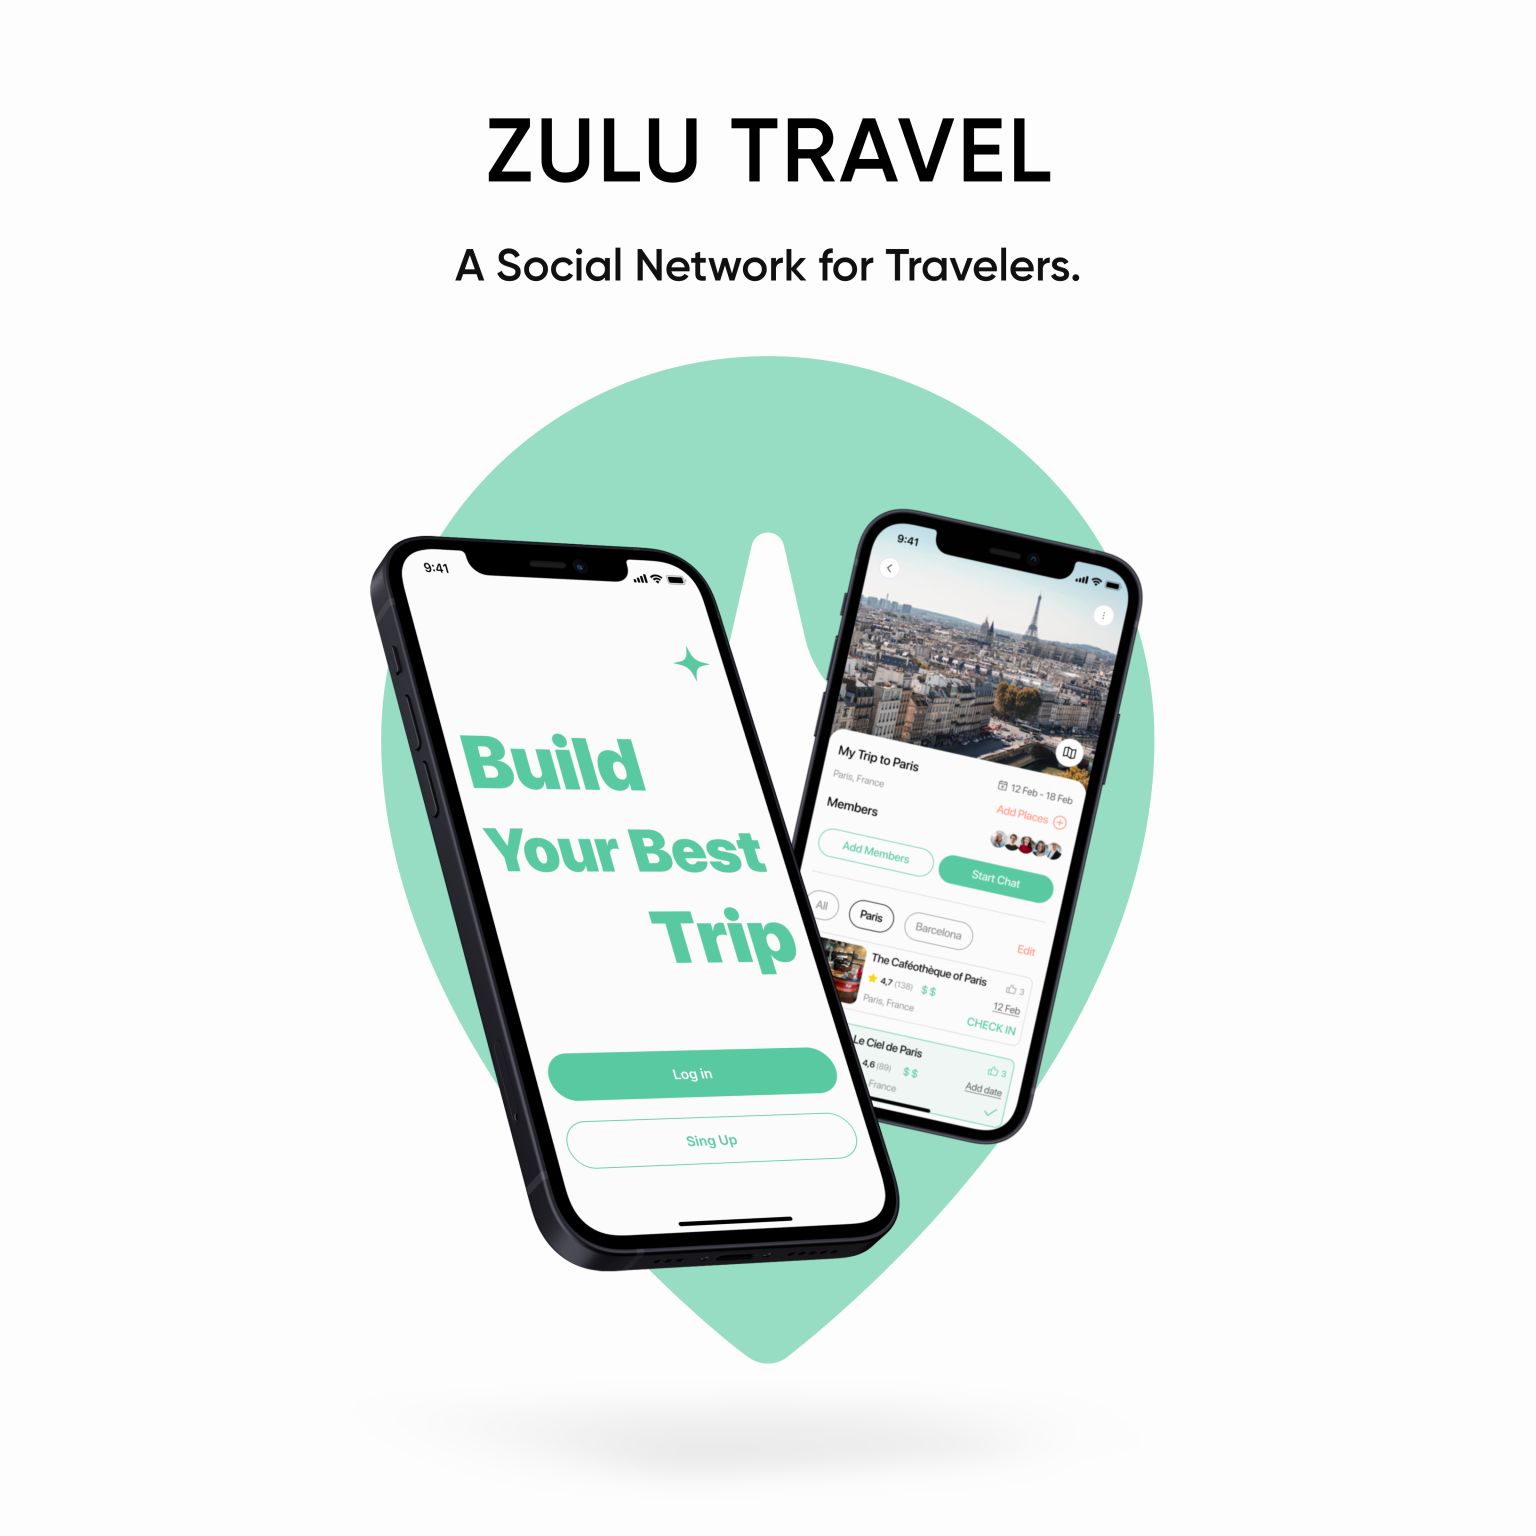 ZULU TRAVEL
A Social Network for Travelers.
9:41
Build
Your Best
Trip
Log in
Sing Up
9:41
My Trip to Paris
Paris, France
12 Feb - 18 Feb
Members
Add Places
Add Members
Start Chat
All
Paris
Barcelona
Edit
The Caféothèque of Paris
4,7 (138) $$
3
Paris, France
12 Feb
CHECK IN
Le Ciel de Paris
4,6 (89) $$
3
France
Add date